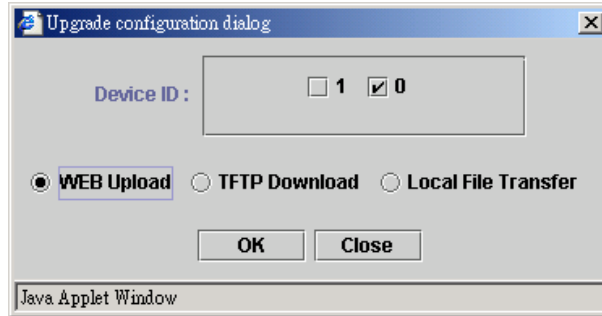 Upgrade configuration dialog
Device ID :
1 0
WEB Upload TFTP Download Local File Transfer
OK Close
Java Applet Window